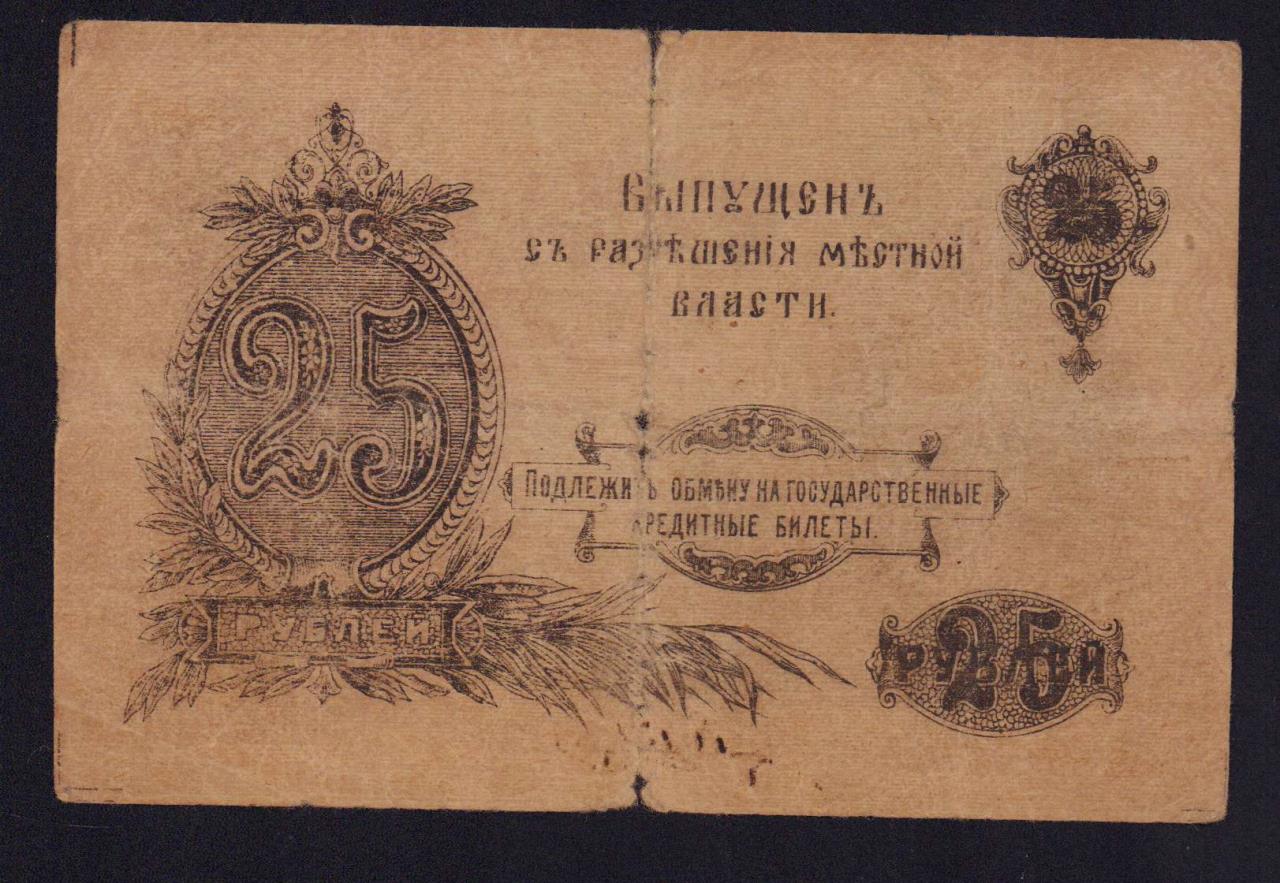 ВЫПУЩЕНЪ
СЪ РАЗРѢШЕНІЯ МѢСТНОЙ
ВЛАСТИ.
25
25
ПОДЛЕЖИТЪ ОБМѢНУ НА ГОСУДАРСТВЕННЫЕ
КРЕДИТНЫЕ БИЛЕТЫ.
РУБЛЕЙ
25
РУБЛЕЙ